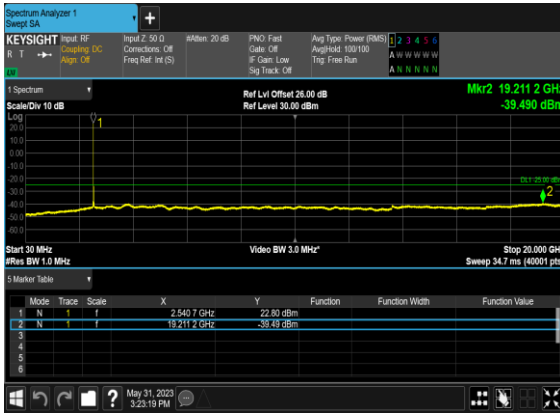 Spectrum Analyzer 1
Swept SA
KEYSIGHT
R T
Input: RF
Coupling: DC
Align: Off
Input Z: 50 Ω
Corrections: Off
Freq Ref: Int (S)
#Atten: 20 dB
PNO: Fast
Gate: Off
IF Gain: Low
Sig Track: Off
Avg Type: Power (RMS)
Avg|Hold: 100/100
Trig: Free Run
1 2 3 4 5 6
A W W W W W
A N N N N N
1 Spectrum
Scale/Div 10 dB
Ref Lvl Offset 26.00 dB
Ref Level 30.00 dBm
Mkr2 19.211 2 GHz
-39.490 dBm
Log
20.0
10.0
0.00
-10.0
-20.0
-30.0
-40.0
-50.0
-60.0
1
DL1 -25.00 dBm
2
Start 30 MHz
#Res BW 1.0 MHz
Video BW 3.0 MHz*
Stop 20.000 GHz
Sweep 34.7 ms (40001 pts)
5 Marker Table
Mode Trace Scale X Y Function Function Width Function Value
1 N 1 f 2.540 7 GHz 22.80 dBm
2 N 1 f 19.211 2 GHz -39.49 dBm
3
4
5
6
May 31, 2023
3:23:19 PM